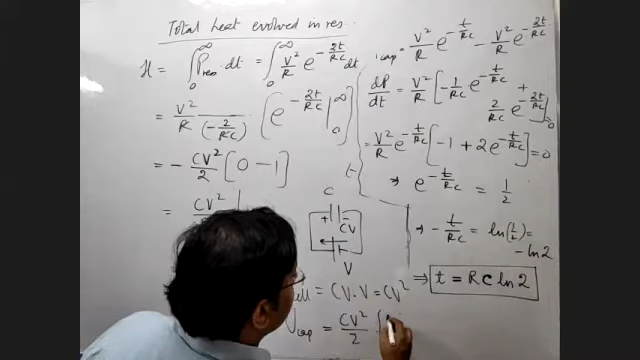 Total heat evolved in res.
H = ∫₀^∞ P_res. dt = ∫₀^∞ V²/R e^(-2t/RC) dt
= V²/R 1/(-2/RC) . (e^(-2t/RC) |₀^∞
= - CV²/2 [0 - 1]
= CV²
C
+ -
CV
V
= CV.V = CV²
U_cap = CV²/2
P_cap = V²/R e^(-t/RC) - V²/R e^(-2t/RC)
dP/dt = V²/R [-1/RC e^(-t/RC) + 2/RC e^(-2t/RC)] = 0
= V²/R e^(-t/RC) [-1 + 2e^(-t/RC)] = 0
→ e^(-t/RC) = 1/2
→ -t/RC = ln(1/2) = -ln2
⇒ t = RC ln 2